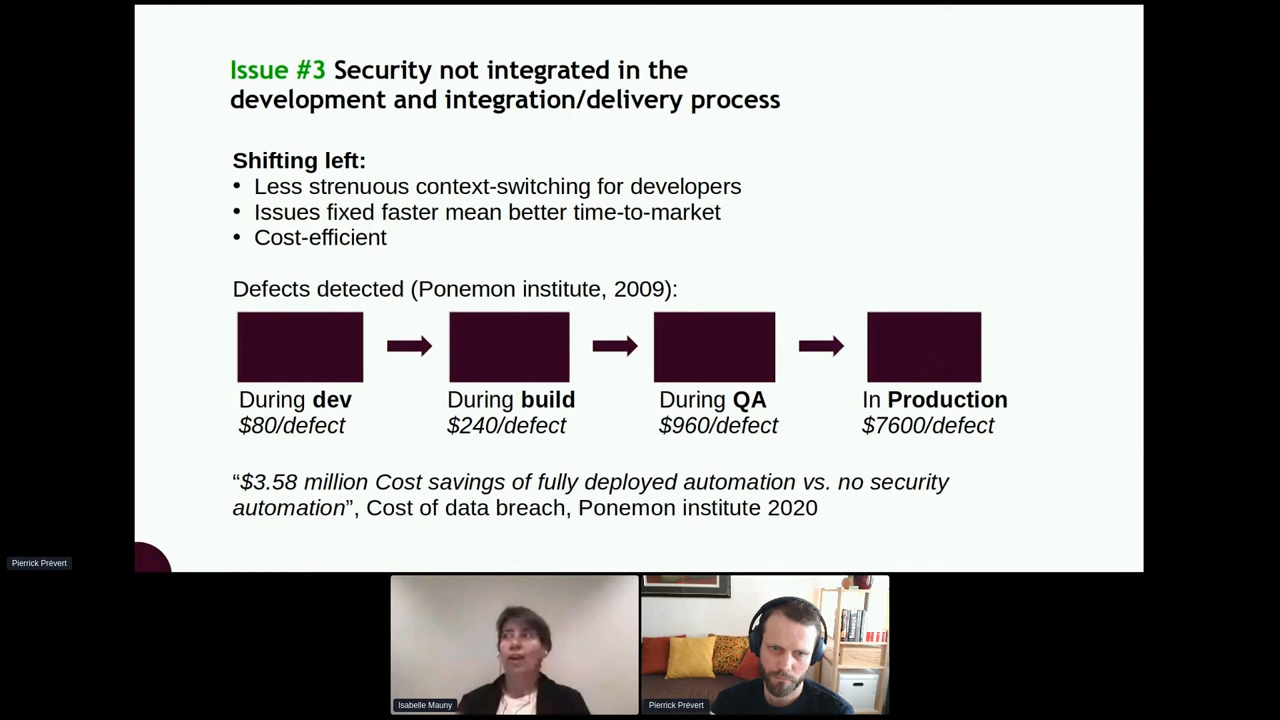 Issue #3 Security not integrated in the
development and integration/delivery process
Shifting left:
• Less strenuous context-switching for developers
• Issues fixed faster mean better time-to-market
• Cost-efficient
Defects detected (Ponemon institute, 2009):
During dev
$80/defect
During build
$240/defect
During QA
$960/defect
In Production
$7600/defect
“$3.58 million Cost savings of fully deployed automation vs. no security
automation”, Cost of data breach, Ponemon institute 2020
Pierrick Prévert
Isabelle Mauny
Pierrick Prévert